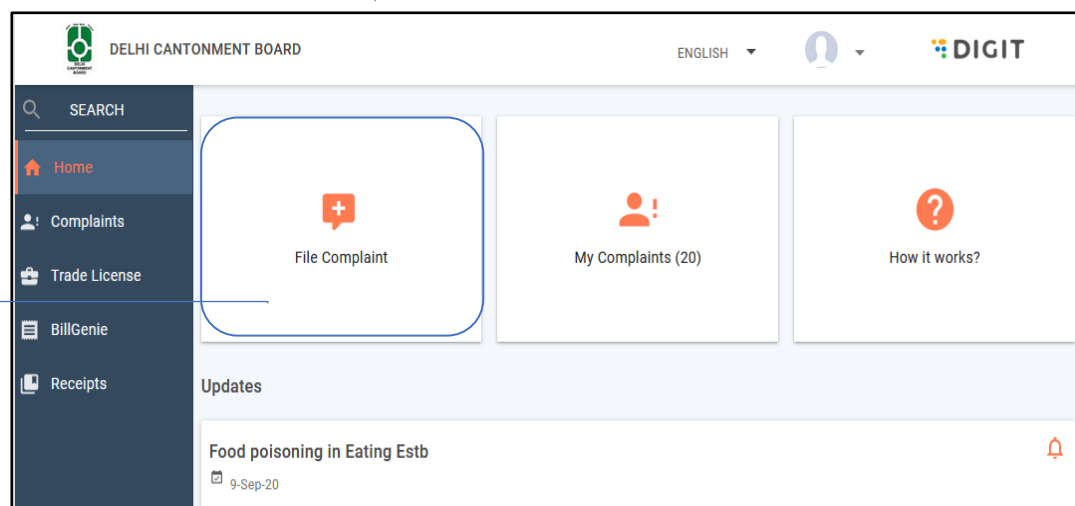 DELHI CANTONMENT BOARD
ENGLISH
DIGIT
SEARCH
Home
Complaints
Trade License
BillGenie
Receipts
File Complaint
My Complaints (20)
How it works?
Updates
Food poisoning in Eating Estb
9-Sep-20